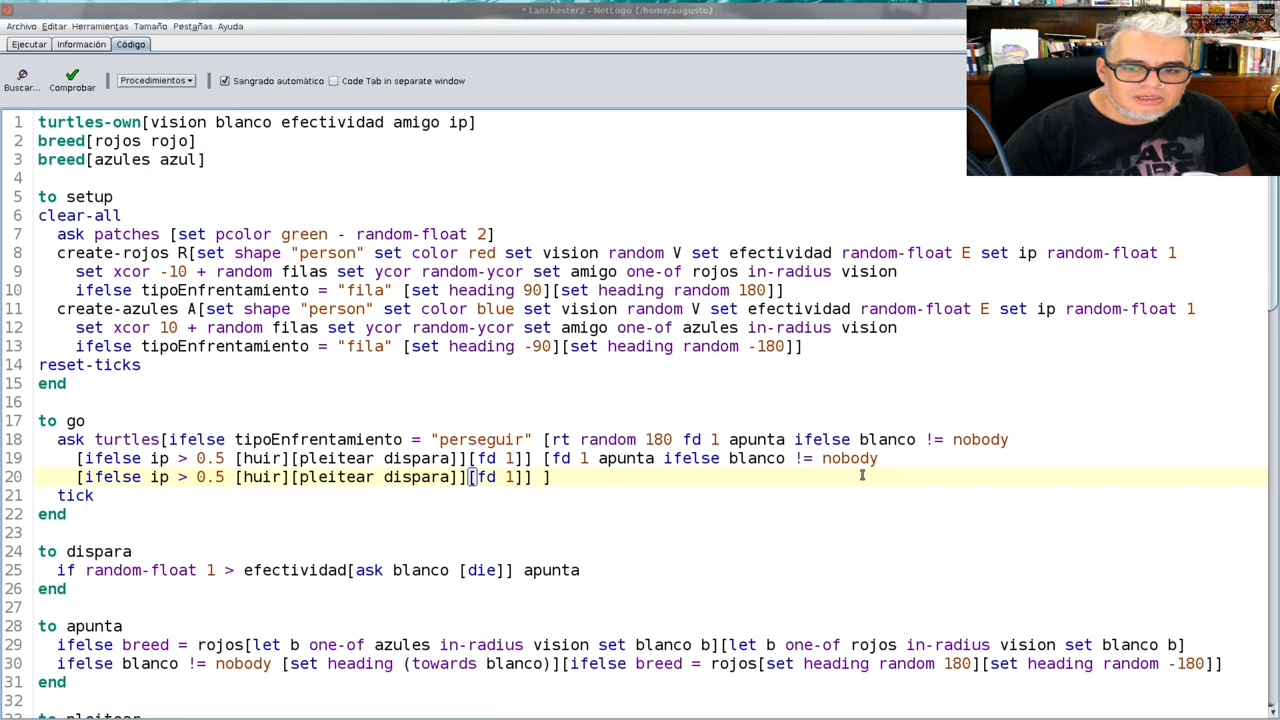 * Lanchester2 - NetLogo {/home/augusto}
Archivo Editar Herramientas Tamaño Pestañas Ayuda
Ejecutar Información Código
Buscar... Comprobar Procedimientos Sangrado automático Code Tab in separate window
1 turtles-own[vision blanco efectividad amigo ip]
2 breed[rojos rojo]
3 breed[azules azul]
4
5 to setup
6 clear-all
7 ask patches [set pcolor green - random-float 2]
8 create-rojos R[set shape "person" set color red set vision random V set efectividad random-float E set ip random-float 1
9 set xcor -10 + random filas set ycor random-ycor set amigo one-of rojos in-radius vision
10 ifelse tipoEnfrentamiento = "fila" [set heading 90][set heading random 180]]
11 create-azules A[set shape "person" set color blue set vision random V set efectividad random-float E set ip random-float 1
12 set xcor 10 + random filas set ycor random-ycor set amigo one-of azules in-radius vision
13 ifelse tipoEnfrentamiento = "fila" [set heading -90][set heading random -180]]
14 reset-ticks
15 end
16
17 to go
18 ask turtles[ifelse tipoEnfrentamiento = "perseguir" [rt random 180 fd 1 apunta ifelse blanco != nobody
19 [ifelse ip > 0.5 [huir][pleitear dispara]][fd 1]] [fd 1 apunta ifelse blanco != nobody
20 [ifelse ip > 0.5 [huir][pleitear dispara]][fd 1]] ]
21 tick
22 end
23
24 to dispara
25 if random-float 1 > efectividad[ask blanco [die]] apunta
26 end
27
28 to apunta
29 ifelse breed = rojos[let b one-of azules in-radius vision set blanco b][let b one-of rojos in-radius vision set blanco b]
30 ifelse blanco != nobody [set heading (towards blanco)][ifelse breed = rojos[set heading random 180][set heading random -180]]
31 end
32
to pleitear